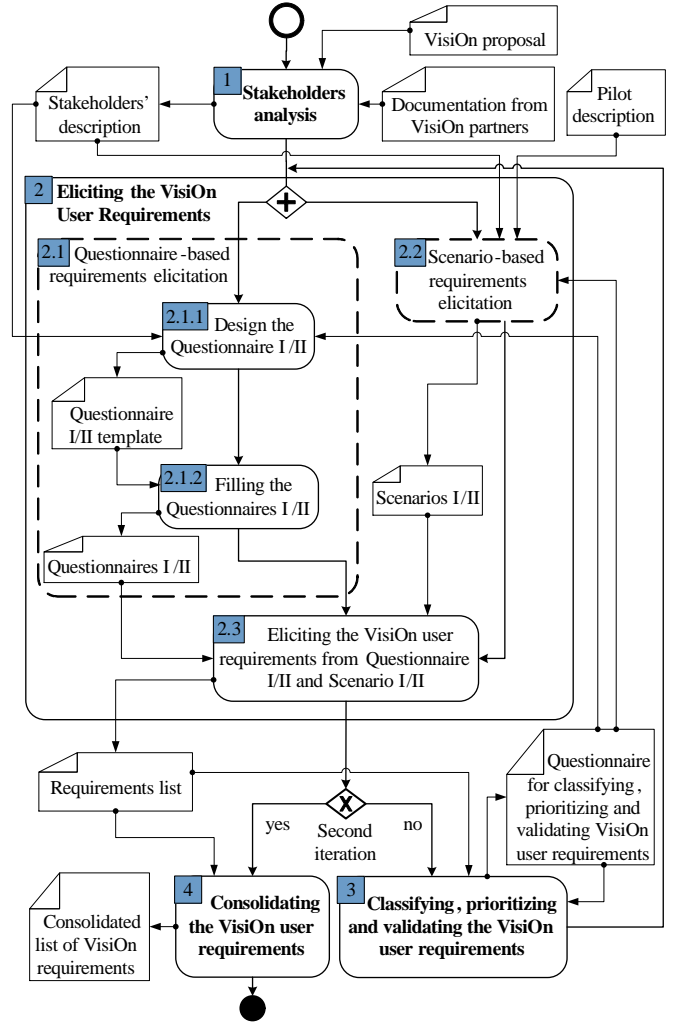 VisiOn proposal
1
Stakeholders
analysis
Stakeholders'
description
Documentation from
VisiOn partners
Pilot
description
2
Eliciting the VisiOn
User Requirements
2.1
Questionnaire-based
requirements elicitation
2.2
Scenario-based
requirements
elicitation
2.1.1
Design the
Questionnaire I/II
Questionnaire
I/II template
2.1.2
Filling the
Questionnaires I/II
Scenarios I/II
Questionnaires I/II
2.3
Eliciting the VisiOn user
requirements from Questionnaire
I/II and Scenario I/II
Requirements list
Questionnaire
for classifying,
prioritizing and
validating VisiOn
user requirements
X
yes
Second
iteration
no
4
Consolidating
the VisiOn user
requirements
3
Classifying, prioritizing
and validating the VisiOn
user requirements
Consolidated
list of VisiOn
requirements